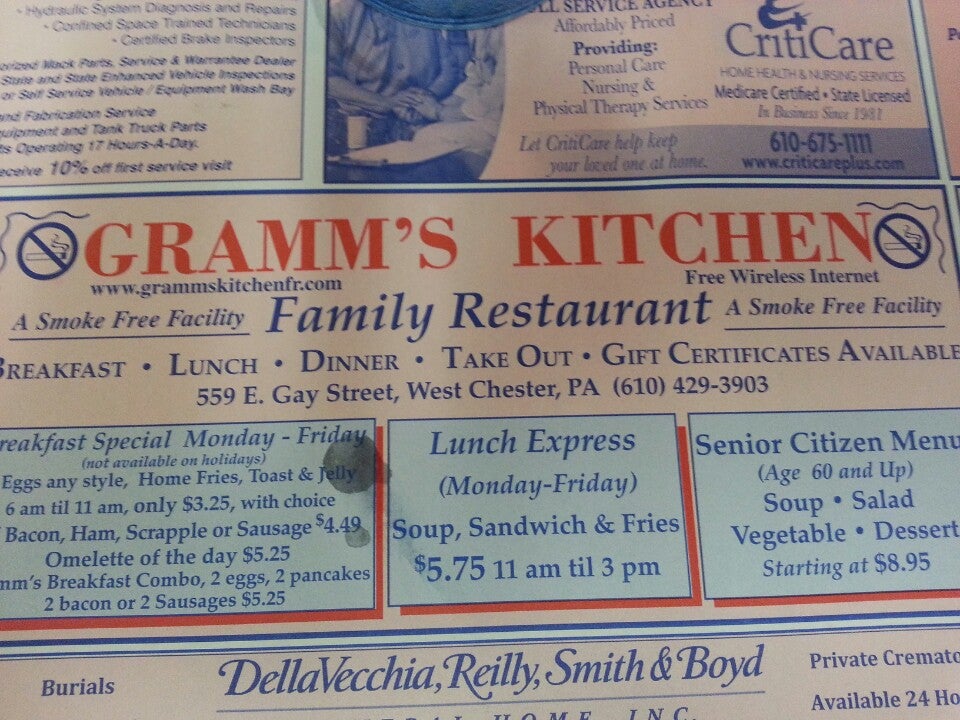 Hydraulic System Diagnosis and Repairs
• Confined Space Trained Technicians
• Certified Brake Inspectors
Mack Parts, Service & Warrantee Dealer
State and State Enhanced Vehicle Inspections
or Self Service Vehicle / Equipment Wash Bay
and Fabrication Service
and Tank Truck Parts
Operating 17 Hours-A-Day.
10% off first service visit
SERVICE AGENCY
Affordably Priced
Providing:
Personal Care
Nursing &
Physical Therapy Services
Let CritiCare help keep
your loved one at home.
CritiCare
HOME HEALTH & NURSING SERVICES
Medicare Certified • State Licensed
In Business Since 1981
610-675-1111
www.criticareplus.com
GRAMM'S KITCHEN
www.grammskitchenfr.com
Free Wireless Internet
A Smoke Free Facility
Family Restaurant
A Smoke Free Facility
BREAKFAST • LUNCH • DINNER • TAKE OUT • GIFT CERTIFICATES AVAILABLE
559 E. Gay Street, West Chester, PA (610) 429-3903
Breakfast Special Monday - Friday
(not available on holidays)
Eggs any style, Home Fries, Toast & Jelly
6 am til 11 am, only $3.25, with choice
Bacon, Ham, Scrapple or Sausage $4.49
Omelette of the day $5.25
Breakfast Combo, 2 eggs, 2 pancakes
2 bacon or 2 Sausages $5.25
Lunch Express
(Monday-Friday)
Soup, Sandwich & Fries
$5.75 11 am til 3 pm
Senior Citizen Menu
(Age 60 and Up)
Soup • Salad
Vegetable • Dessert
Starting at $8.95
Burials
DellaVecchia, Reilly, Smith & Boyd
HOME, INC.
Private
Available 24